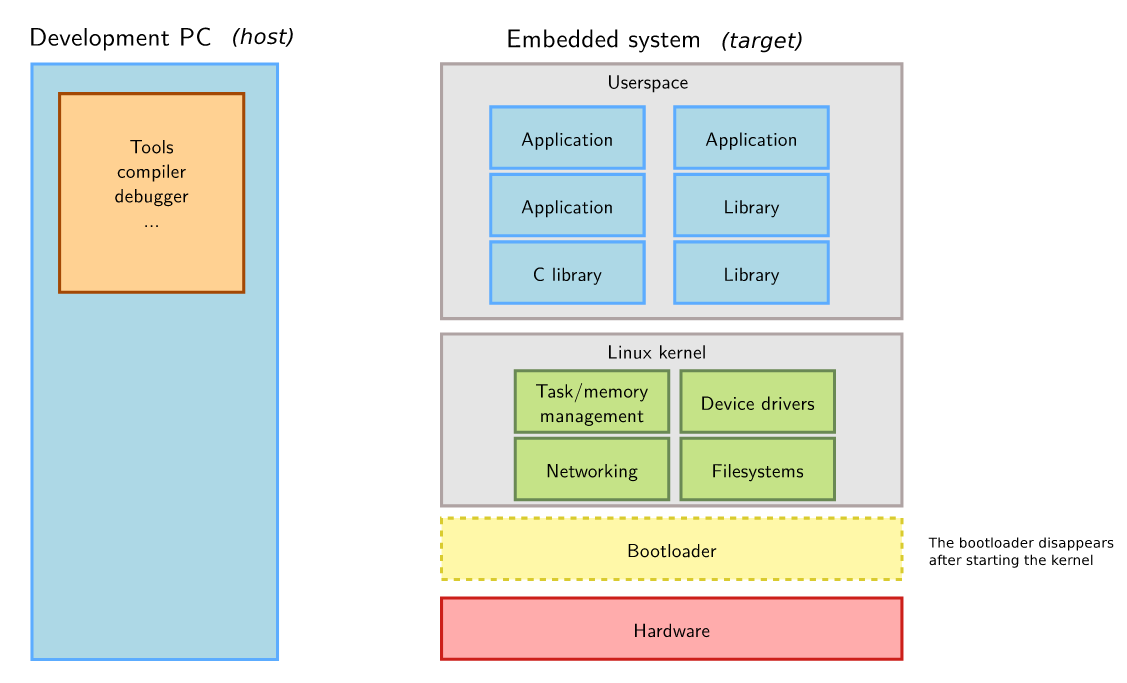 Development PC (host)
Tools
compiler
debugger
...
Embedded system (target)
Userspace
Application
Application
Application
Library
C library
Library
Linux kernel
Task/memory
management
Device drivers
Networking
Filesystems
Bootloader
The bootloader disappears
after starting the kernel
Hardware